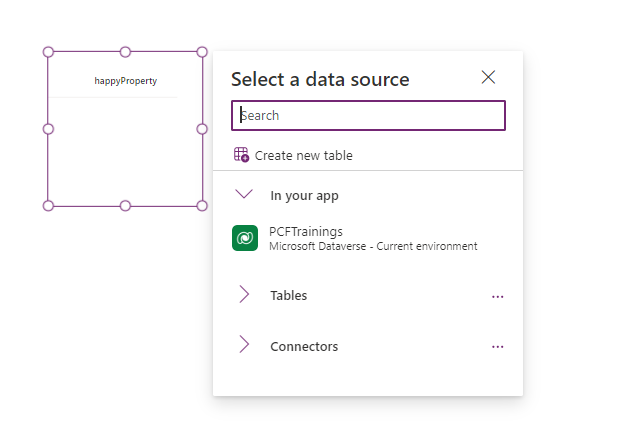 happyProperty
Select a data source
Search
Create new table
In your app
PCFTrainings
Microsoft Dataverse - Current environment
Tables
Connectors